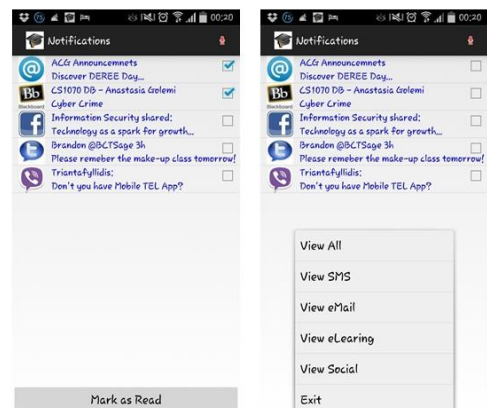 00:20
Notifications
ACG Announcemnets
Discover DEREE Day...
Bb
Blackboard
CS1070 DB - Anastasia Golemi
Cyber Crime
Information Security shared:
Technology as a spark for growth...
Brandon @BCTSage 3h
Please remeber the make-up class tomorrow!
Triantafyllidis:
Don't you have Mobile TEL App?
Mark as Read
00:20
Notifications
ACG Announcemnets
Discover DEREE Day...
Bb
Blackboard
CS1070 DB - Anastasia Golemi
Cyber Crime
Information Security shared:
Technology as a spark for growth...
Brandon @BCTSage 3h
Please remeber the make-up class tomorrow!
Triantafyllidis:
Don't you have Mobile TEL App?
View All
View SMS
View eMail
View eLearing
View Social
Exit